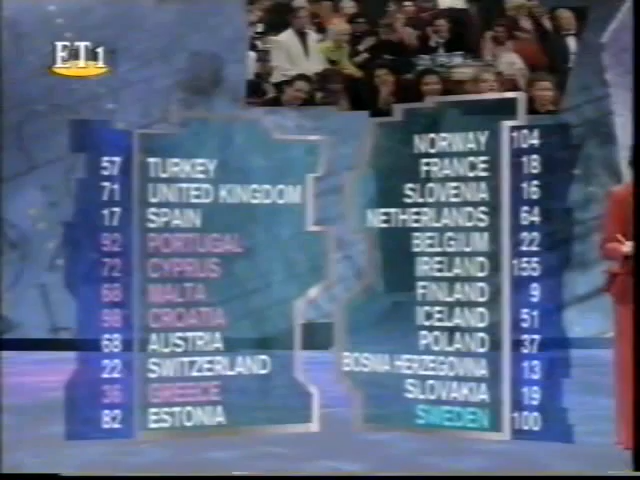 ET1
57 TURKEY
71 UNITED KINGDOM
17 SPAIN
92 PORTUGAL
72 CYPRUS
68 MALTA
98 CROATIA
68 AUSTRIA
22 SWITZERLAND
36 GREECE
82 ESTONIA
NORWAY 104
FRANCE 18
SLOVENIA 16
NETHERLANDS 64
BELGIUM 22
IRELAND 155
FINLAND 9
ICELAND 51
POLAND
BOSNIA HERZEGOVINA 13
SLOVAKIA 19
SWEDEN 100